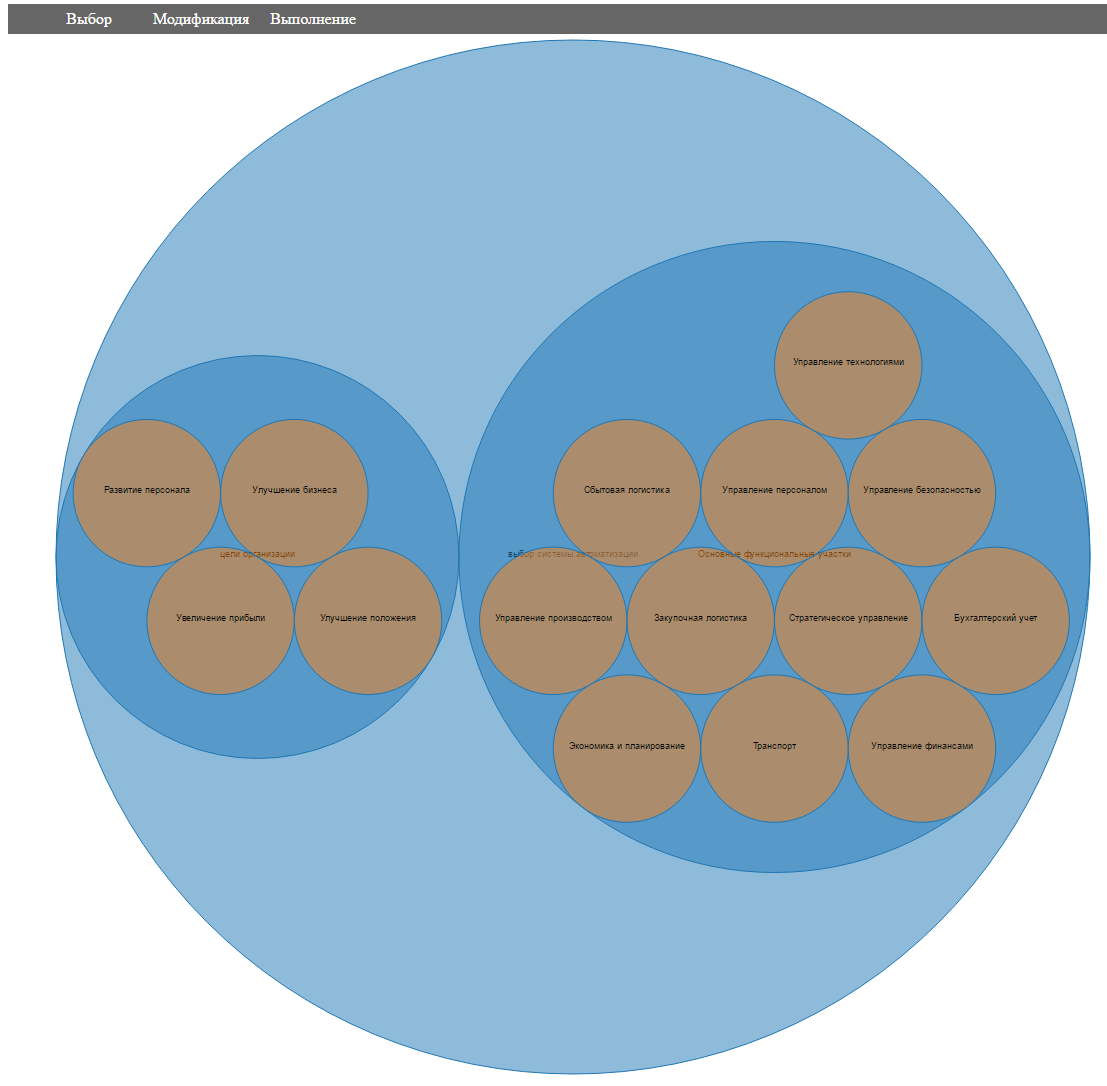 Выбор Модификация Выполнение
Управление технологиями
Развитие персонала
Улучшение бизнеса
Сбытовая логистика
Управление персоналом
Управление безопасностью
цели организации
выбор системы автоматизации
Основные функциональные участки
Увеличение прибыли
Улучшение положения
Управление производством
Закупочная логистика
Стратегическое управление
Бухгалтерский учет
Экономика и планирование
Транспорт
Управление финансами